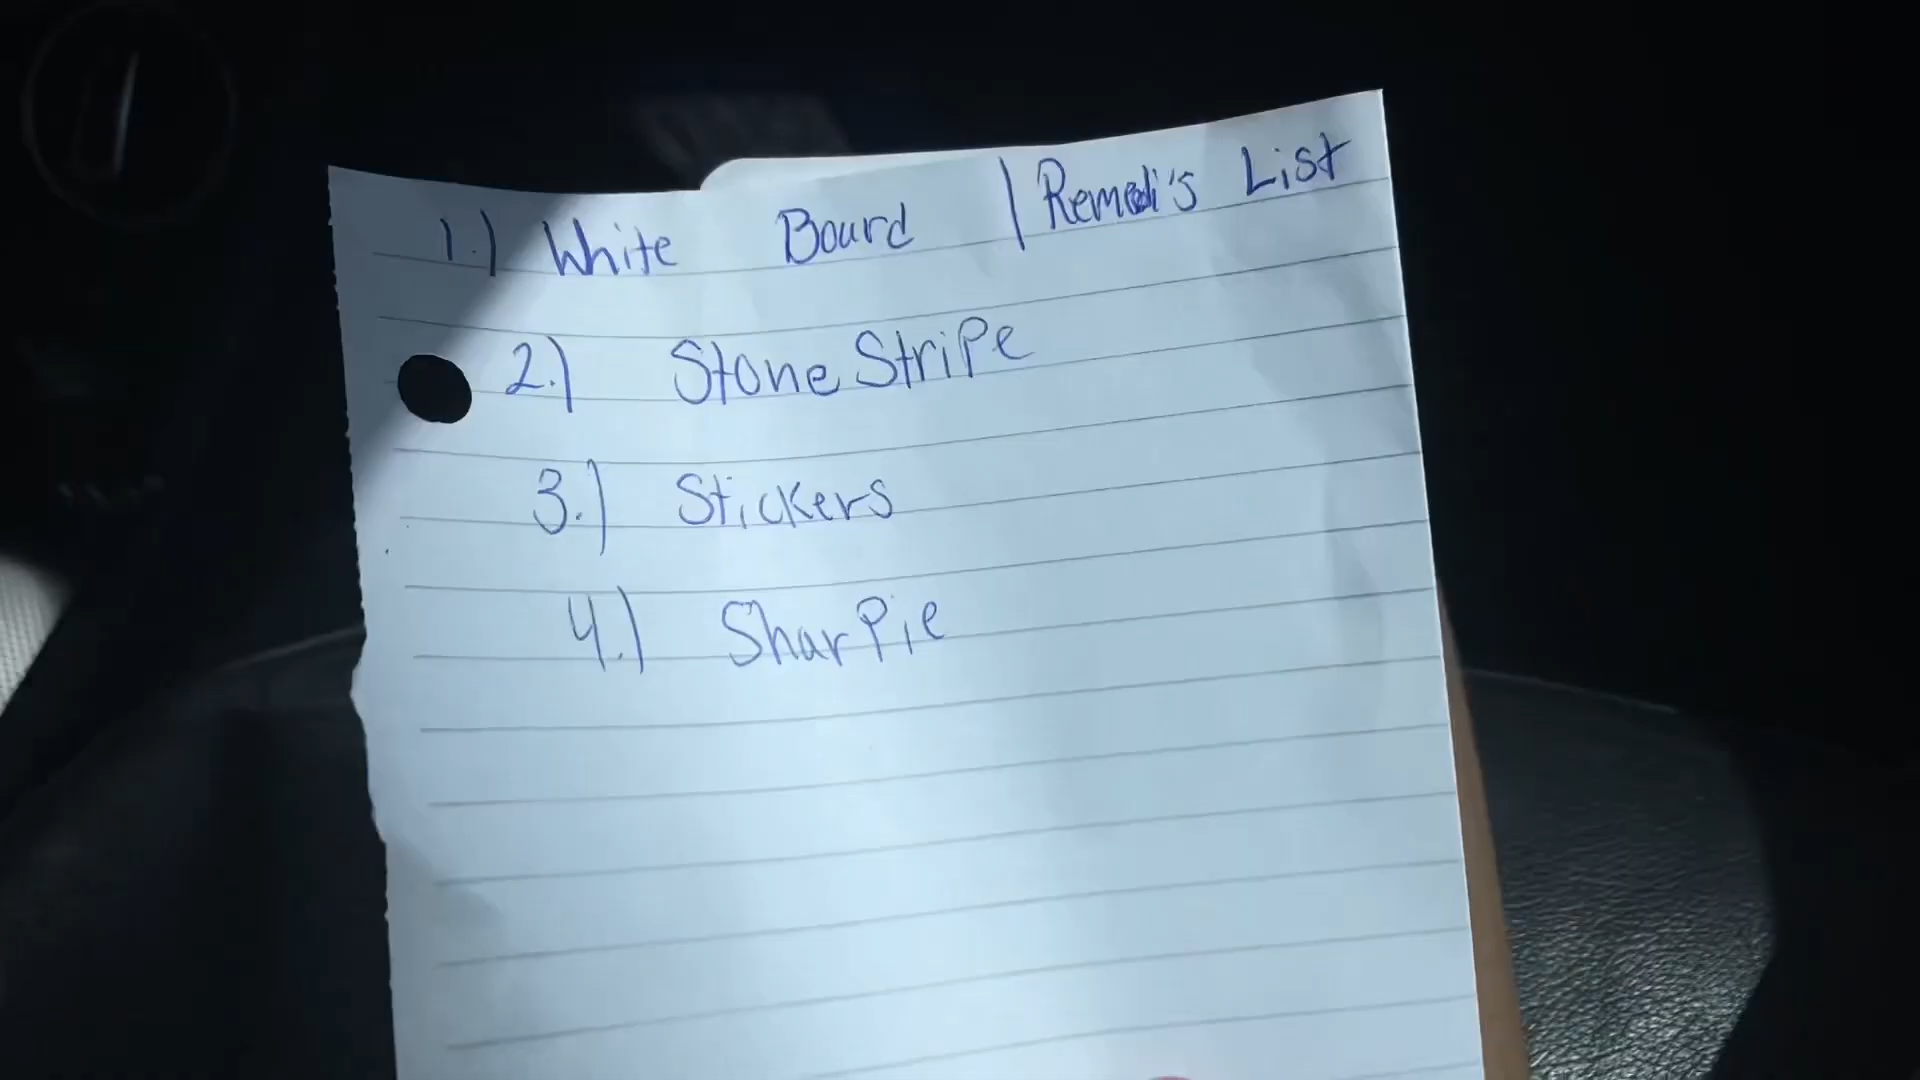 1.) White Board | Remedi's List
2.) Stone Stripe
3.) Stickers
4.) Sharpie